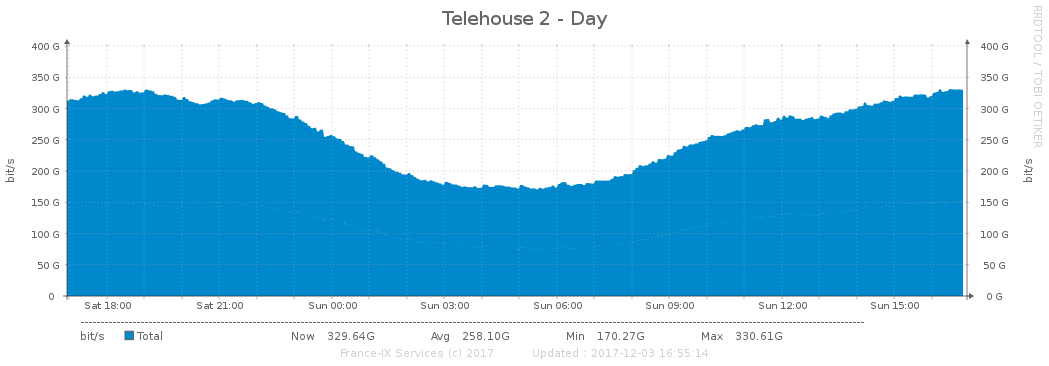 Telehouse 2 - Day
RRDTOOL / TOBI OETIKER
bit/s
bit/s
400 G 400 G
350 G 350 G
300 G 300 G
250 G 250 G
200 G 200 G
150 G 150 G
100 G 100 G
50 G 50 G
0 0 G
Sat 18:00 Sat 21:00 Sun 00:00 Sun 03:00 Sun 06:00 Sun 09:00 Sun 12:00 Sun 15:00
bit/s Total Now 329.64G Avg 258.10G Min 170.27G Max 330.61G
France-IX Services (c) 2017 Updated : 2017-12-03 16:55:14